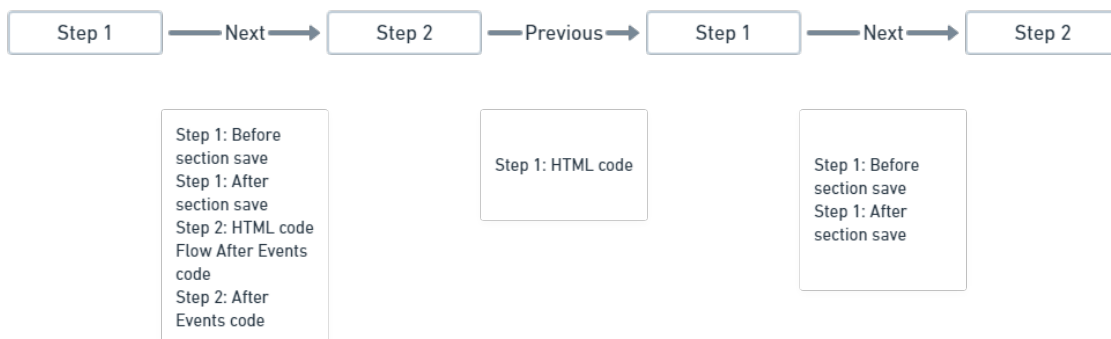 Step 1 Next Step 2 Previous Step 1 Next Step 2
Step 1: Before
section save
Step 1: After
section save
Step 2: HTML code
Flow After Events
code
Step 2: After
Events code
Step 1: HTML code
Step 1: Before
section save
Step 1: After
section save